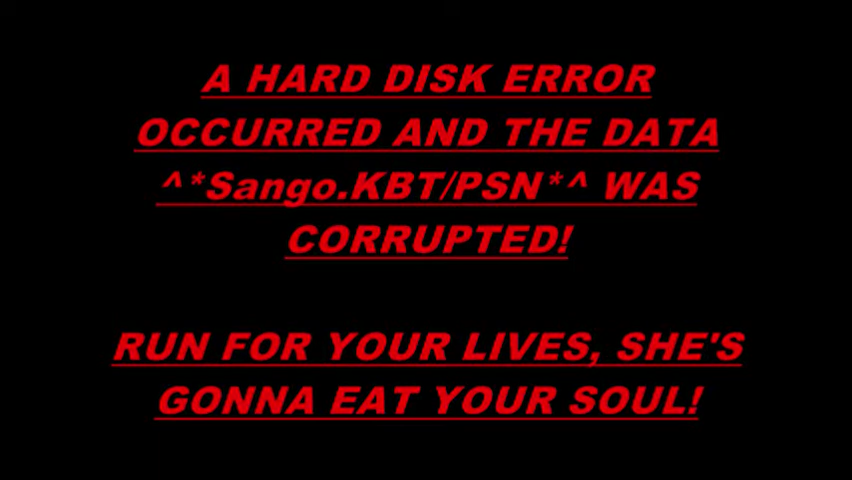 A HARD DISK ERROR
OCCURRED AND THE DATA
^*Sango.KBT/PSN*^ WAS
CORRUPTED!
RUN FOR YOUR LIVES, SHE'S
GONNA EAT YOUR SOUL!